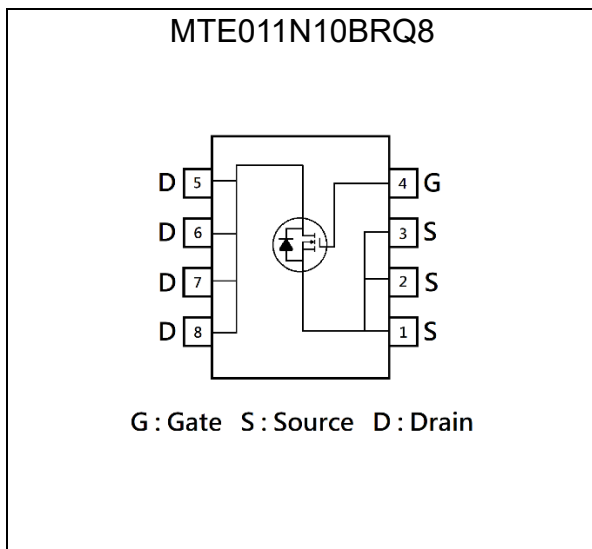 MTE011N10BRQ8
D 5 4 G
D 6 3 S
D 7 2 S
D 8 1 S
G : Gate S : Source D : Drain